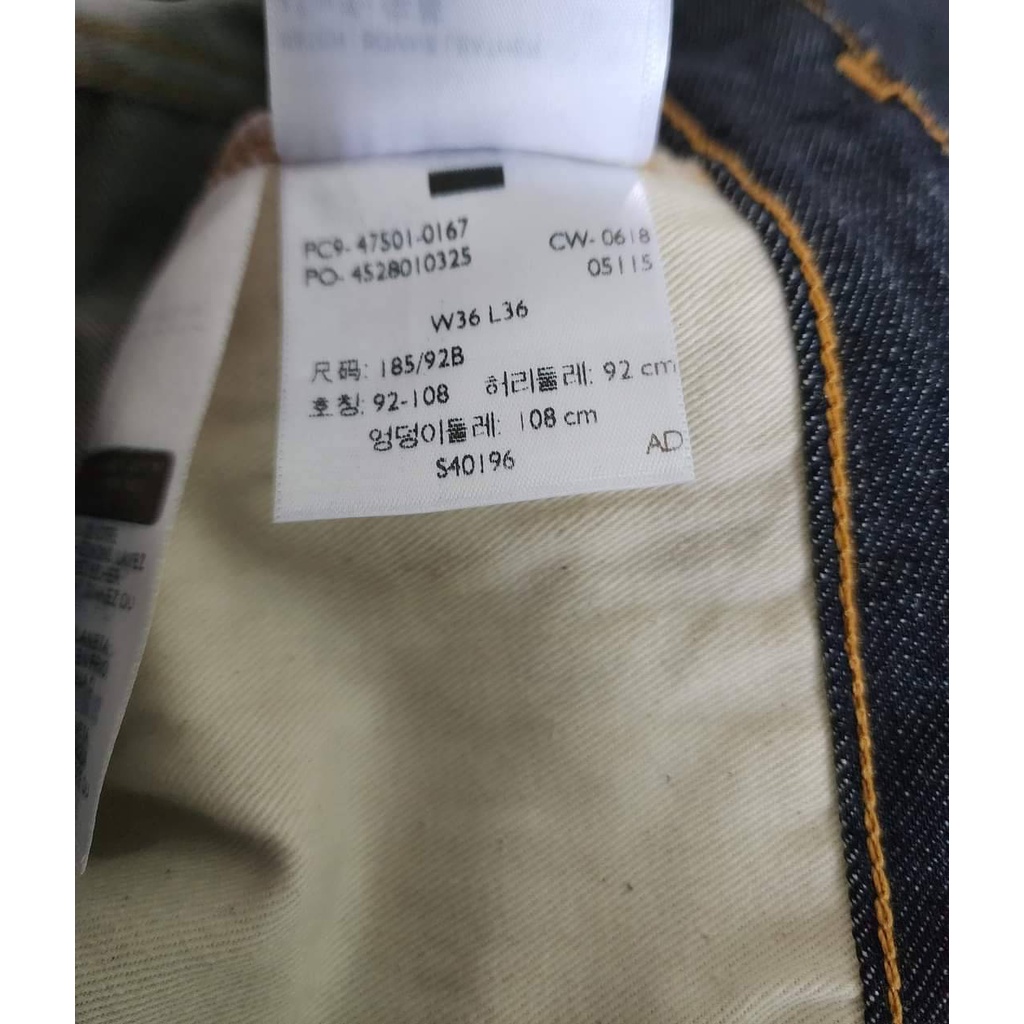 PC9- 47501-0167
CW- 0618
PO- 4528010325
05115
W36 L36
尺码: 185/92B
호칭: 92-108 허리둘레: 92 cm
엉덩이둘레: 108 cm
S40196
AD